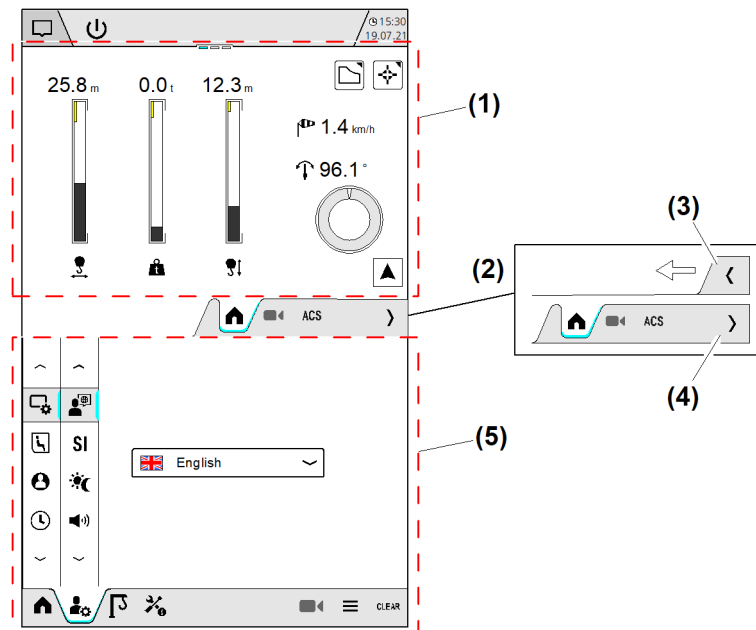 15:30
19.07.21
25.8 m
0.0 t
12.3 m
(1)
1.4 km/h
96.1°
t
(2)
(3)
ACS
ACS
(4)
(5)
SI
English
CLEAR